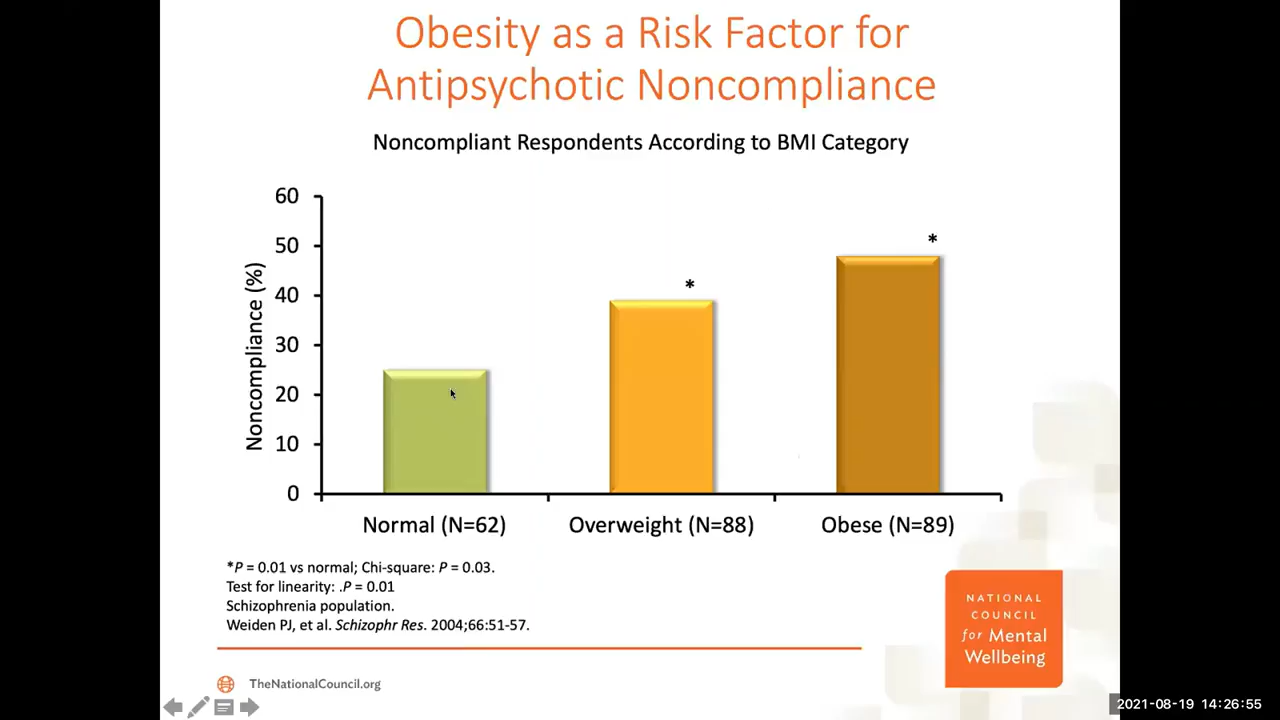 Obesity as a Risk Factor for
Antipsychotic Noncompliance
Noncompliant Respondents According to BMI Category
Noncompliance (%)
60
50
40
30
20
10
0
*
*
Normal (N=62)
Overweight (N=88)
Obese (N=89)
*P = 0.01 vs normal; Chi-square: P = 0.03.
Test for linearity: .P = 0.01
Schizophrenia population.
Weiden PJ, et al. Schizophr Res. 2004;66:51-57.
NATIONAL
COUNCIL
for Mental
Wellbeing
TheNationalCouncil.org
2021-08-19 14:26:55